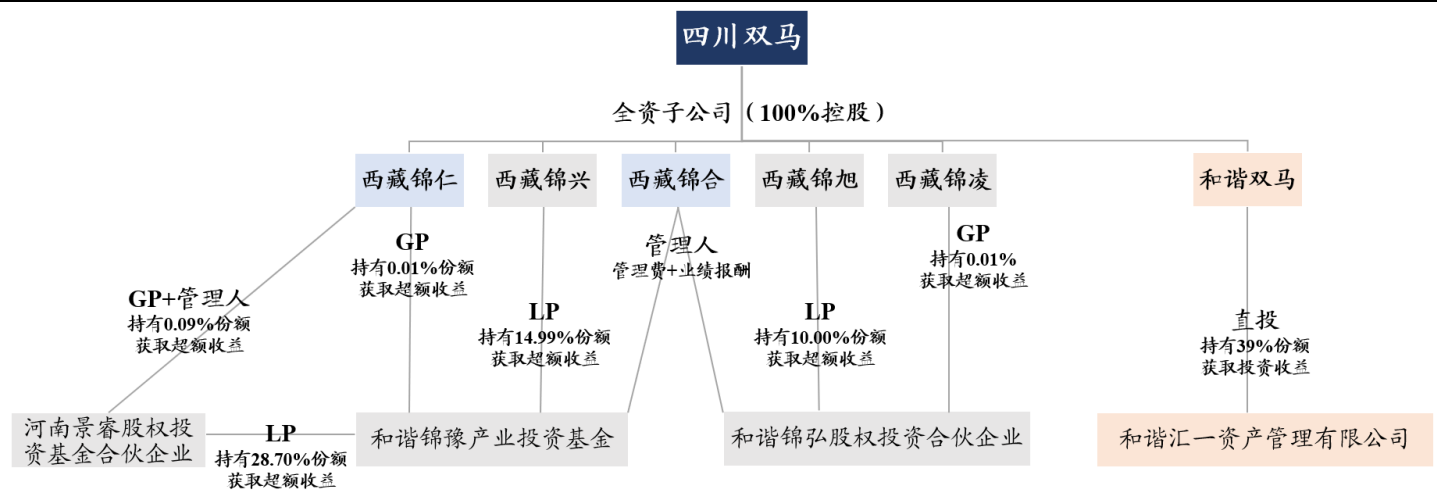 四川双马
全资子公司（100%控股）
西藏锦仁
西藏锦兴
西藏锦合
西藏锦旭
西藏锦凌
和谐双马
GP
持有0.01%份额
获取超额收益
管理人
管理费+业绩报酬
GP
持有0.01%
获取超额收益
GP+管理人
持有0.09%份额
获取超额收益
LP
持有14.99%份额
获取超额收益
LP
持有10.00%份额
获取超额收益
直投
持有39%份额
获取投资收益
河南景睿股权投
资基金合伙企业
LP
持有28.70%份额
获取超额收益
和谐锦豫产业投资基金
和谐锦弘股权投资合伙企业
和谐汇一资产管理有限公司